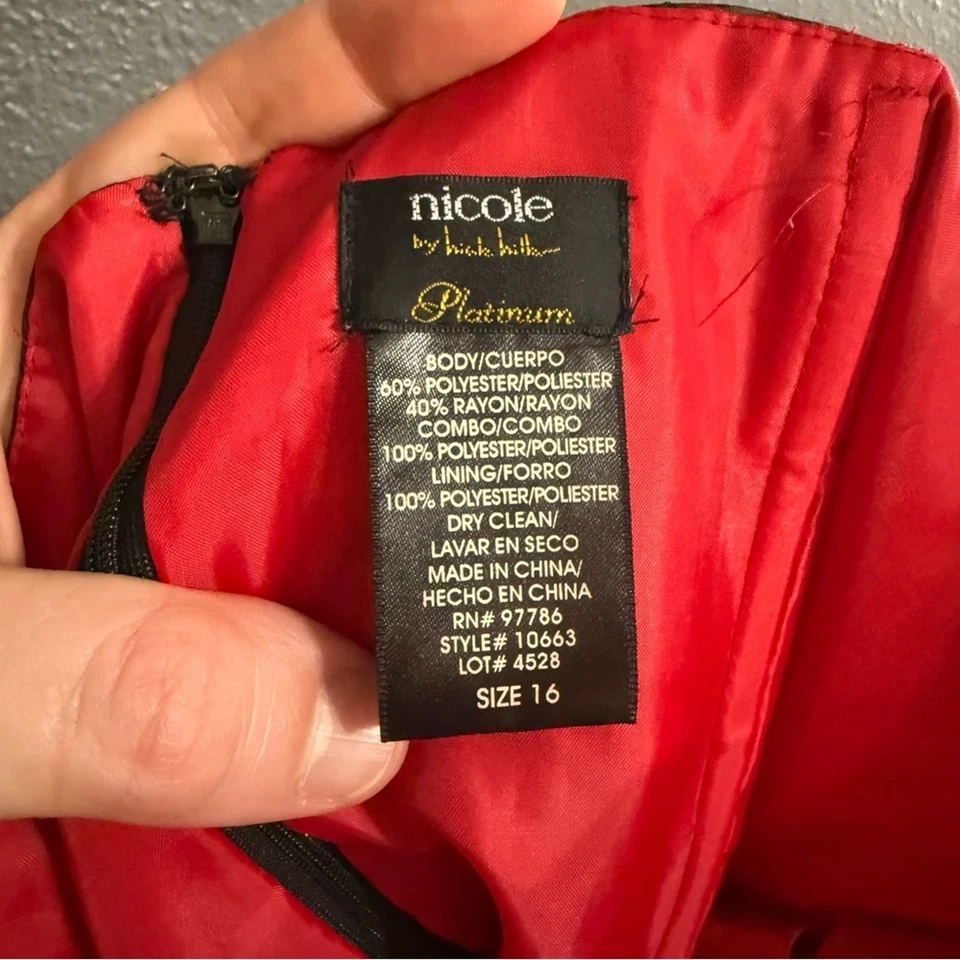 nicole
by
Platinum
BODY/CUERPO
60% POLYESTER/POLIESTER
40% RAYON/RAYON
COMBO/COMBO
100% POLYESTER/POLIESTER
LINING/FORRO
100% POLYESTER/POLIESTER
DRY CLEAN/
LAVAR EN SECO
MADE IN CHINA/
HECHO EN CHINA
RN# 97786
STYLE# 10663
LOT# 4528
SIZE 16